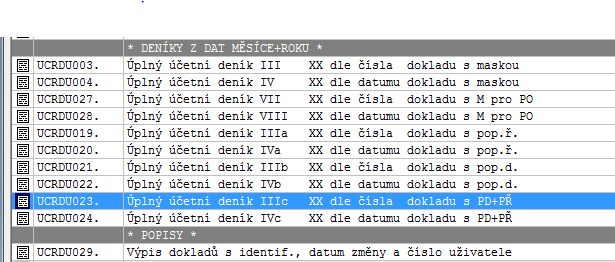 * DENÍKY Z DAT MĚSÍCE+ROKU *
UCRDU003. Úplný účetní deník III XX dle čísla dokladu s maskou
UCRDU004. Úplný účetní deník IV XX dle datumu dokladu s maskou
UCRDU027. Úplný účetní deník VII XX dle čísla dokladu s M pro PO
UCRDU028. Úplný účetní deník VIII XX dle datumu dokladu s M pro PO
UCRDU019. Úplný účetní deník IIIa XX dle čísla dokladu s pop.ř.
UCRDU020. Úplný účetní deník IVa XX dle datumu dokladu s pop.ř.
UCRDU021. Úplný účetní deník IIIb XX dle čísla dokladu s pop.d.
UCRDU022. Úplný účetní deník IVb XX dle datumu dokladu s pop.d.
UCRDU023. Úplný účetní deník IIIc XX dle čísla dokladu s PD+PŘ
UCRDU024. Úplný účetní deník IVc XX dle datumu dokladu s PD+PŘ
* POPISY *
UCRDU029. Výpis dokladů s identif., datum změny a číslo uživatele